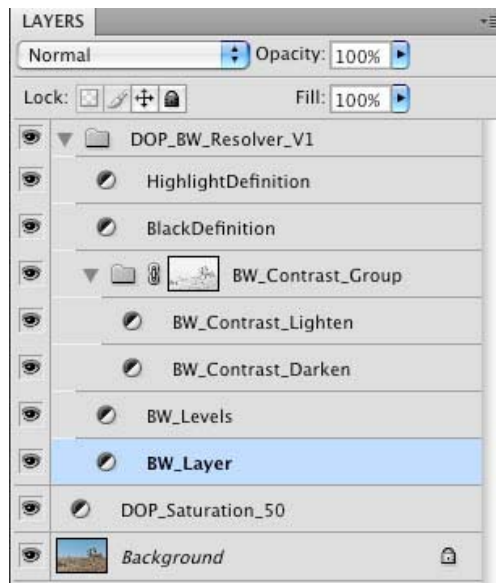 LAYERS
Normal Opacity: 100%
Lock: Fill: 100%
DOP_BW_Resolver_V1
HighlightDefinition
BlackDefinition
BW_Contrast_Group
BW_Contrast_Lighten
BW_Contrast_Darken
BW_Levels
BW_Layer
DOP_Saturation_50
Background